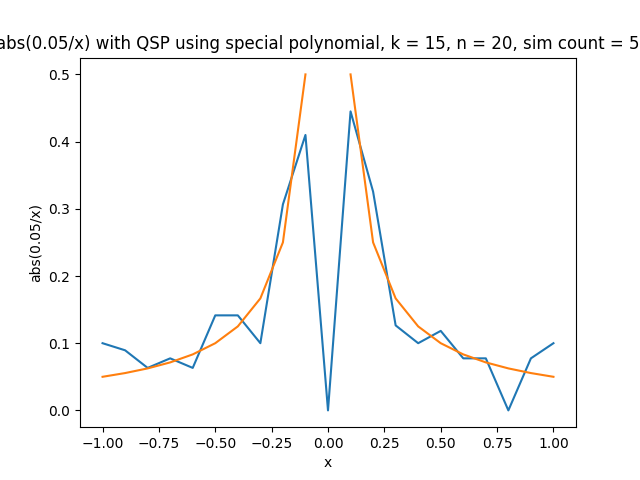 abs(0.05/x) with QSP using special polynomial, k = 15, n = 20, sim count = 5
0.5
0.4
0.3
0.2
0.1
0.0
abs(0.05/x)
−1.00 −0.75 −0.50 −0.25 0.00 0.25 0.50 0.75 1.00
x